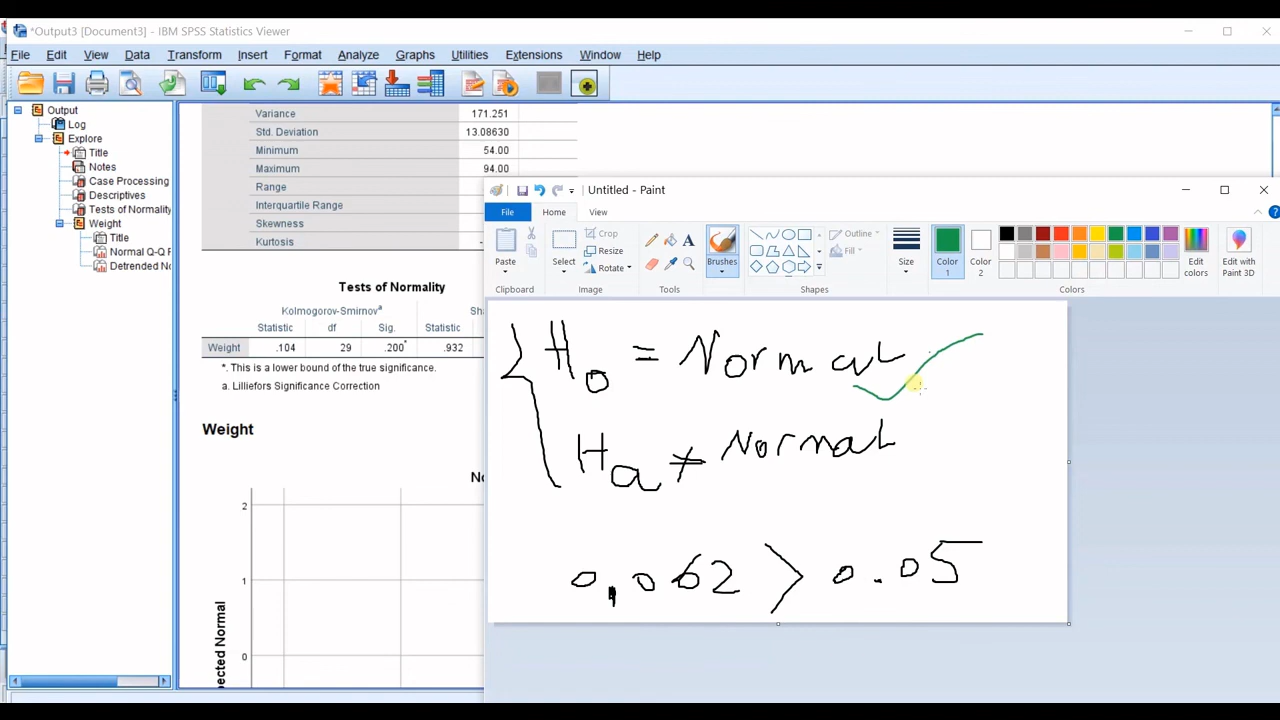 *Output3 [Document3] - IBM SPSS Statistics Viewer
File Edit View Data Transform Insert Format Analyze Graphs Utilities Extensions Window Help
Output
Log
Explore
Title
Notes
Case Processing
Descriptives
Tests of Normality
Weight
Title
Normal Q-Q P
Detrended No
Variance 171.251
Std. Deviation 13.08630
Minimum 54.00
Maximum 94.00
Range
Interquartile Range
Skewness
Kurtosis -
Tests of Normality
Kolmogorov-Smirnovᵃ Sha
Statistic df Sig. Statistic
Weight .104 29 .200* .932
*. This is a lower bound of the true significance.
a. Lilliefors Significance Correction
Weight
No
2
1
0
ected Normal
Untitled - Paint
File Home View
Paste
Clipboard
Select
Crop
Resize
Rotate
Image
Tools
Brushes
Outline
Fill
Shapes
Size
Color 1
Color 2
Edit colors
Edit with Paint 3D
Colors
H₀ = Normal
Hₐ ≠ Normal
0,062 > 0.05